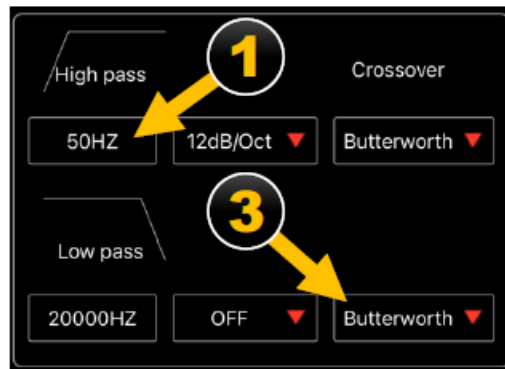 High pass
1
Crossover
50HZ
12dB/Oct
Butterworth
3
Low pass
20000HZ
OFF
Butterworth